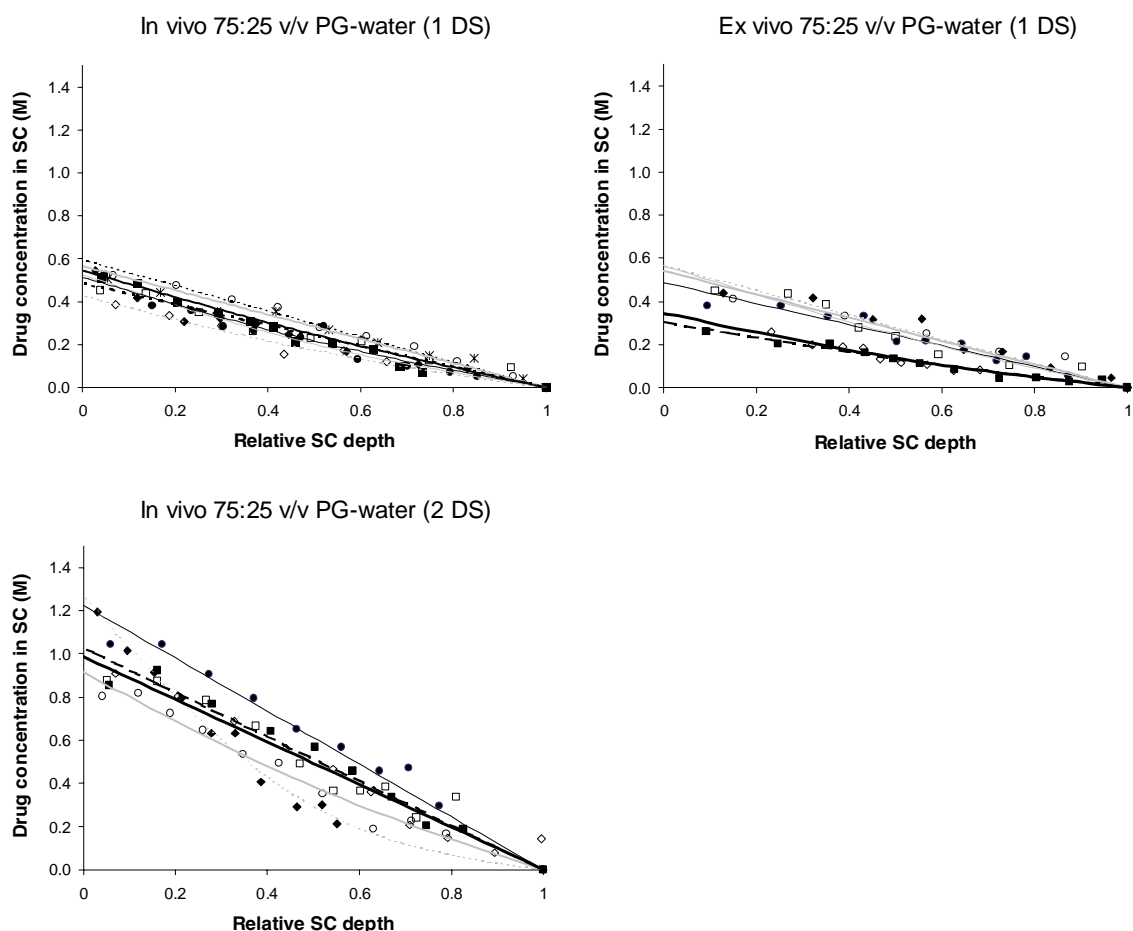 In vivo 75:25 v/v PG-water (1 DS)
Drug concentration in SC (M)
1.4
1.2
1.0
0.8
0.6
0.4
0.2
0.0
0 0.2 0.4 0.6 0.8 1
Relative SC depth
Ex vivo 75:25 v/v PG-water (1 DS)
Drug concentration in SC (M)
1.4
1.2
1.0
0.8
0.6
0.4
0.2
0.0
0 0.2 0.4 0.6 0.8 1
Relative SC depth
In vivo 75:25 v/v PG-water (2 DS)
Drug concentration in SC (M)
1.4
1.2
1.0
0.8
0.6
0.4
0.2
0.0
0 0.2 0.4 0.6 0.8 1
Relative SC depth